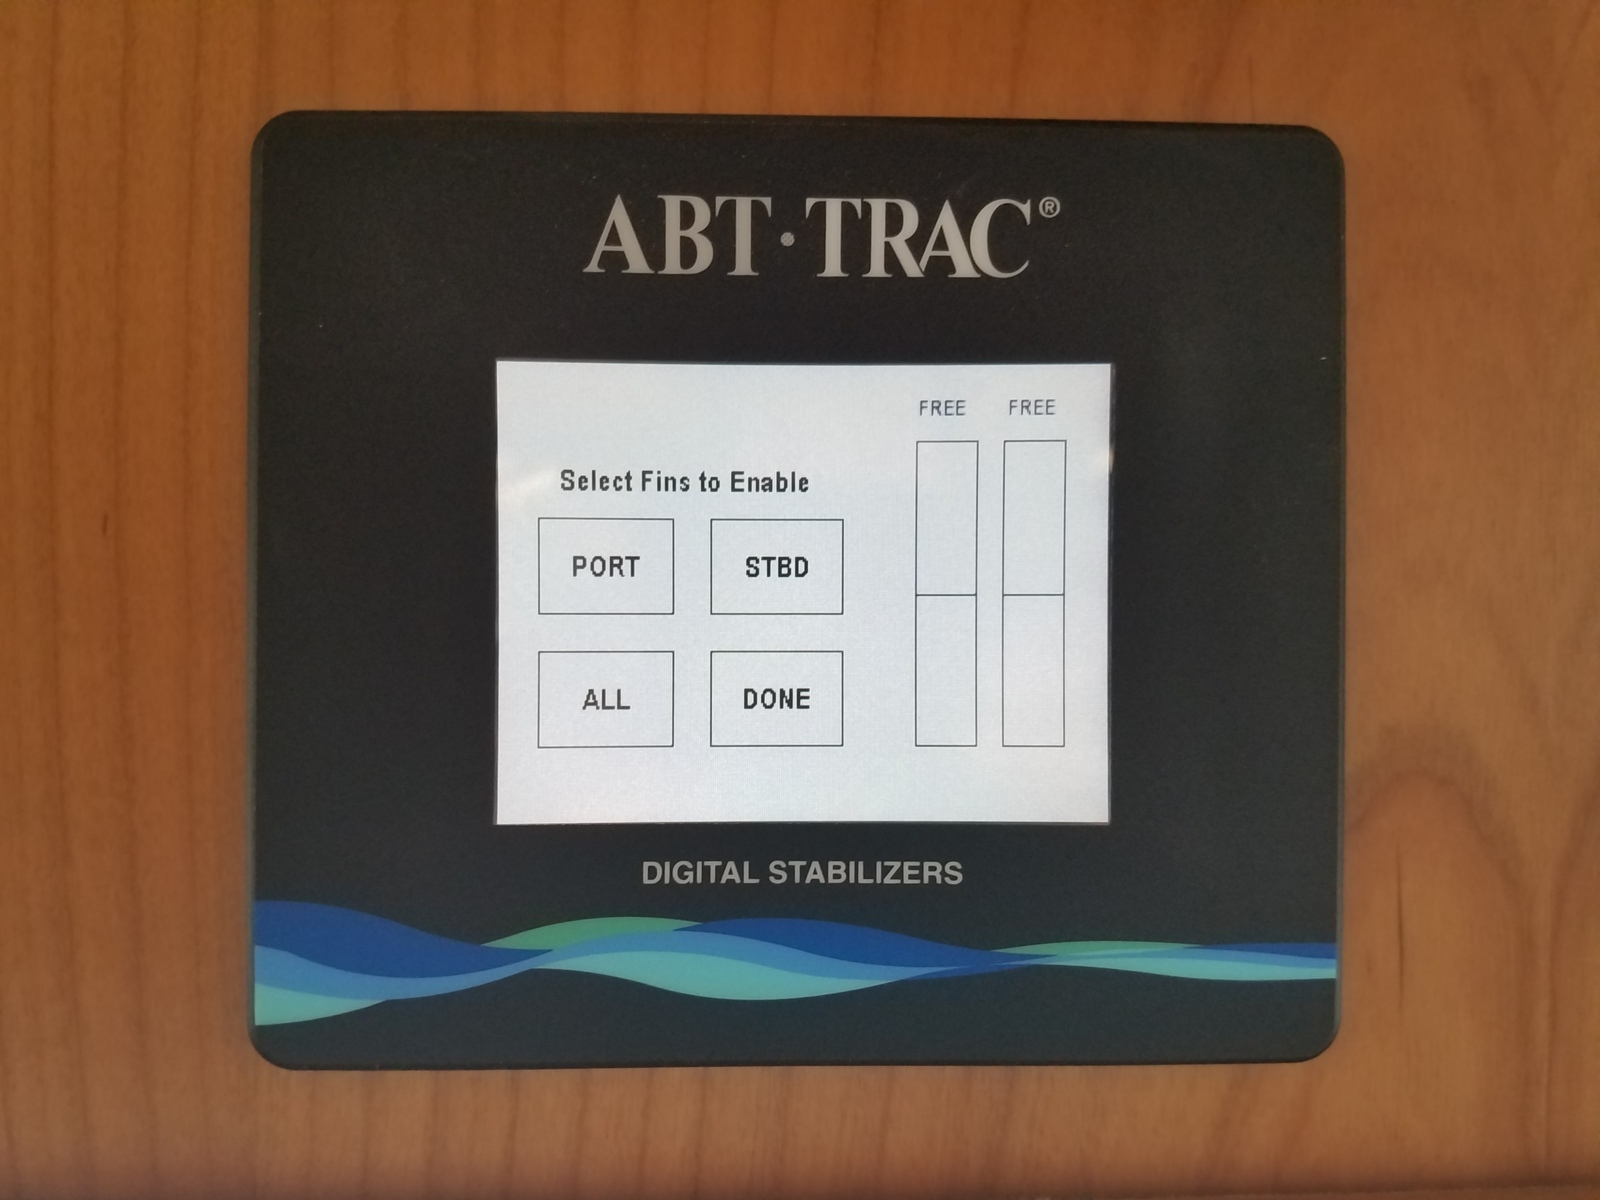 ABT·TRAC®
FREE FREE
Select Fins to Enable
PORT STBD
ALL DONE
DIGITAL STABILIZERS